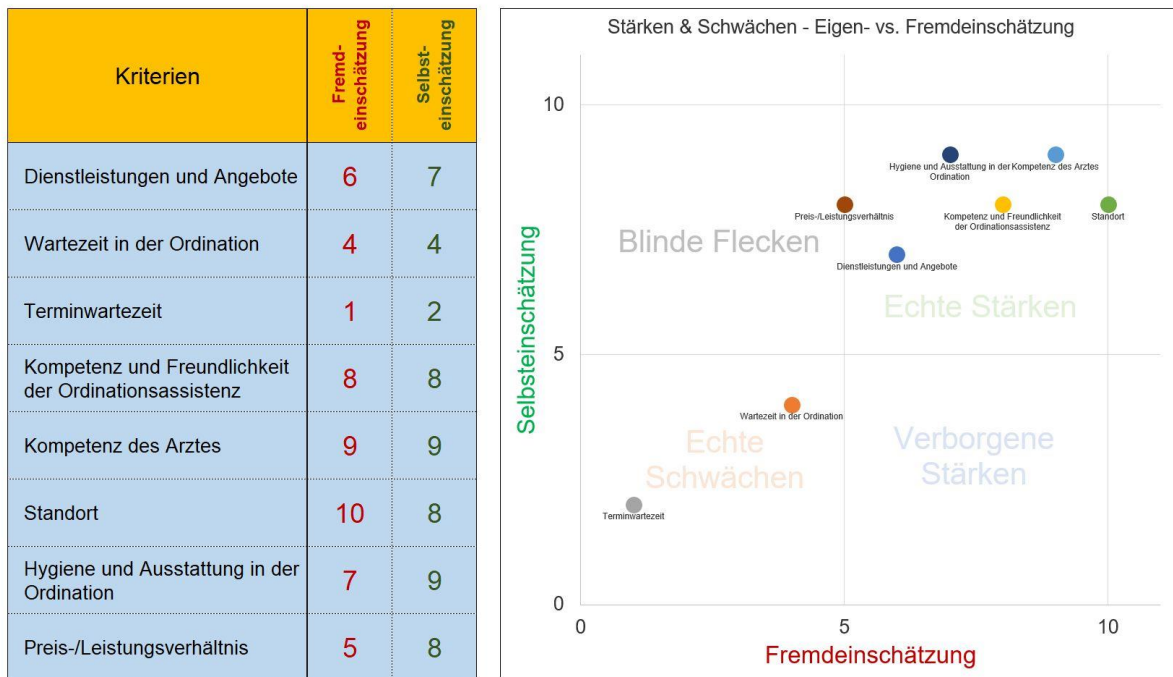 Kriterien
Fremd-
einschätzung
Selbst-
einschätzung
Dienstleistungen und Angebote
6
7
Wartezeit in der Ordination
4
4
Terminwartezeit
1
2
Kompetenz und Freundlichkeit
der Ordinationsassistenz
8
8
Kompetenz des Arztes
9
9
Standort
10
8
Hygiene und Ausstattung in der
Ordination
7
9
Preis-/Leistungsverhältnis
5
8
Stärken & Schwächen - Eigen- vs. Fremdeinschätzung
10
Hygiene und Ausstattung in der
Ordination
Kompetenz des Arztes
Preis-/Leistungsverhältnis
Kompetenz und Freundlichkeit
der Ordinationsassistenz
Standort
Blinde Flecken
Dienstleistungen und Angebote
Echte Stärken
5
Selbsteinschätzung
Wartezeit in der Ordination
Echte
Schwächen
Verborgene
Stärken
Terminwartezeit
0
0
5
10
Fremdeinschätzung